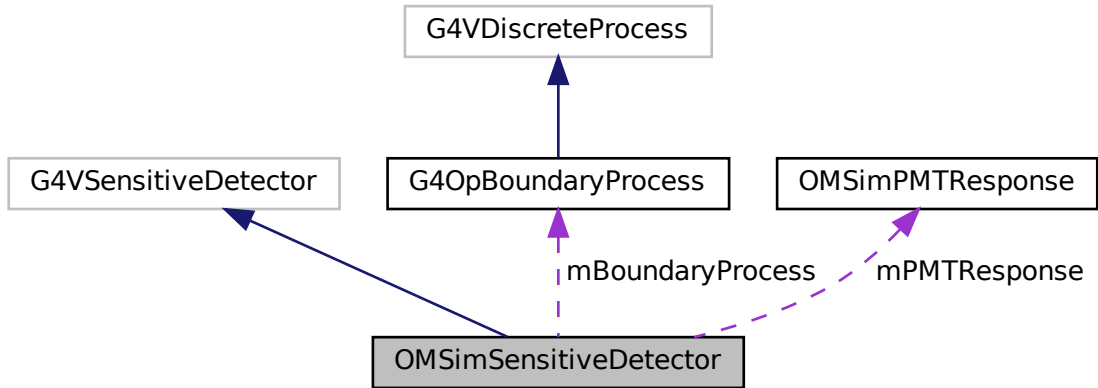 G4VDiscreteProcess
G4VSensitiveDetector
G4OpBoundaryProcess
OMSimPMTResponse
mBoundaryProcess
mPMTResponse
OMSimSensitiveDetector